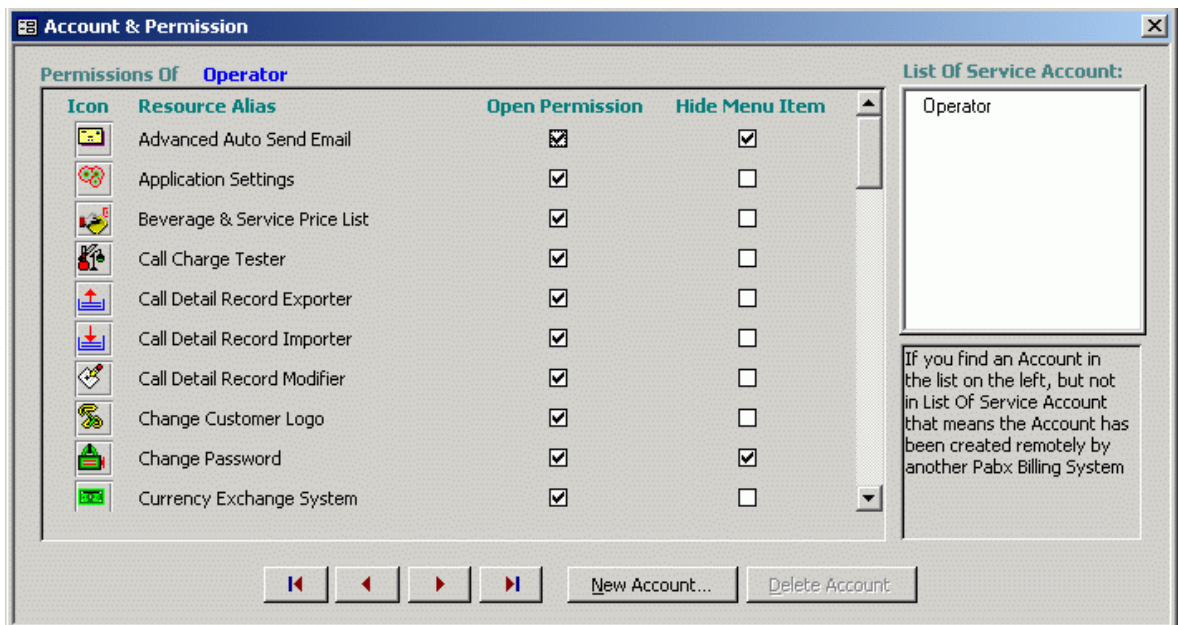 Account & Permission
Permissions Of Operator
List Of Service Account:
Icon Resource Alias Open Permission Hide Menu Item
Operator
Advanced Auto Send Email
Application Settings
Beverage & Service Price List
Call Charge Tester
Call Detail Record Exporter
Call Detail Record Importer
Call Detail Record Modifier
Change Customer Logo
Change Password
Currency Exchange System
If you find an Account in
the list on the left, but not
in List Of Service Account
that means the Account has
been created remotely by
another Pabx Billing System
New Account...
Delete Account